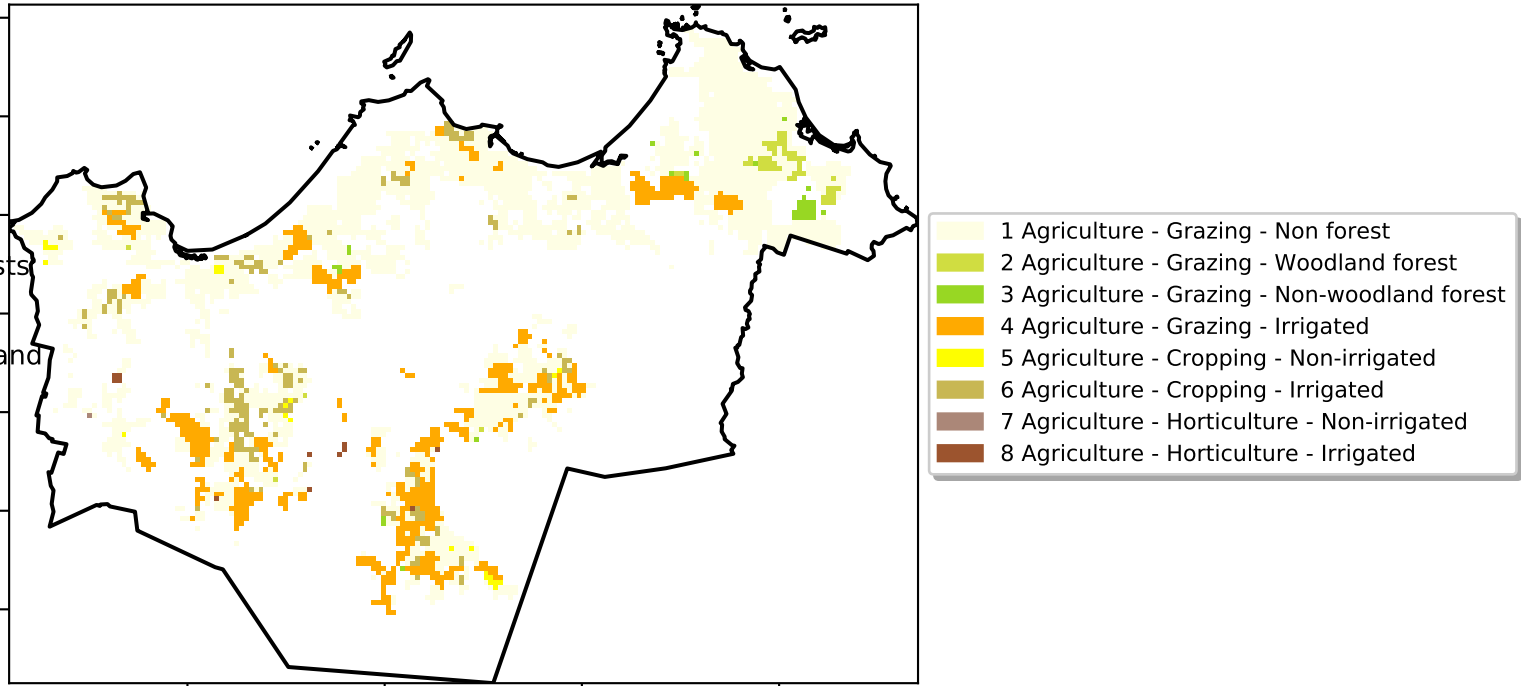 1 Agriculture - Grazing - Non forest
2 Agriculture - Grazing - Woodland forest
sts
3 Agriculture - Grazing - Non-woodland forest
4 Agriculture - Grazing - Irrigated
and
5 Agriculture - Cropping - Non-irrigated
6 Agriculture - Cropping - Irrigated
7 Agriculture - Horticulture - Non-irrigated
8 Agriculture - Horticulture - Irrigated